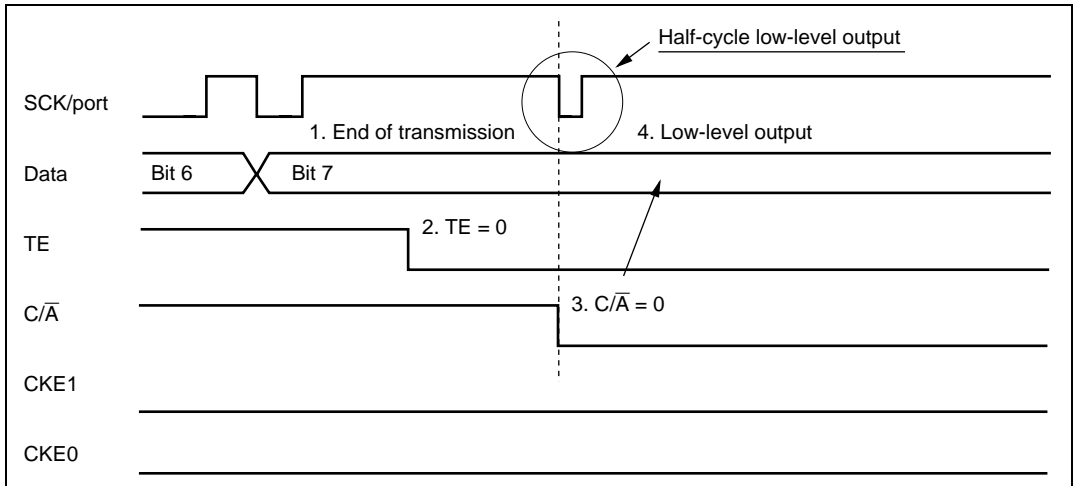 Half-cycle low-level output
SCK/port
1. End of transmission
4. Low-level output
Data
Bit 6
Bit 7
TE
2. TE = 0
C/A̅
3. C/A̅ = 0
CKE1
CKE0